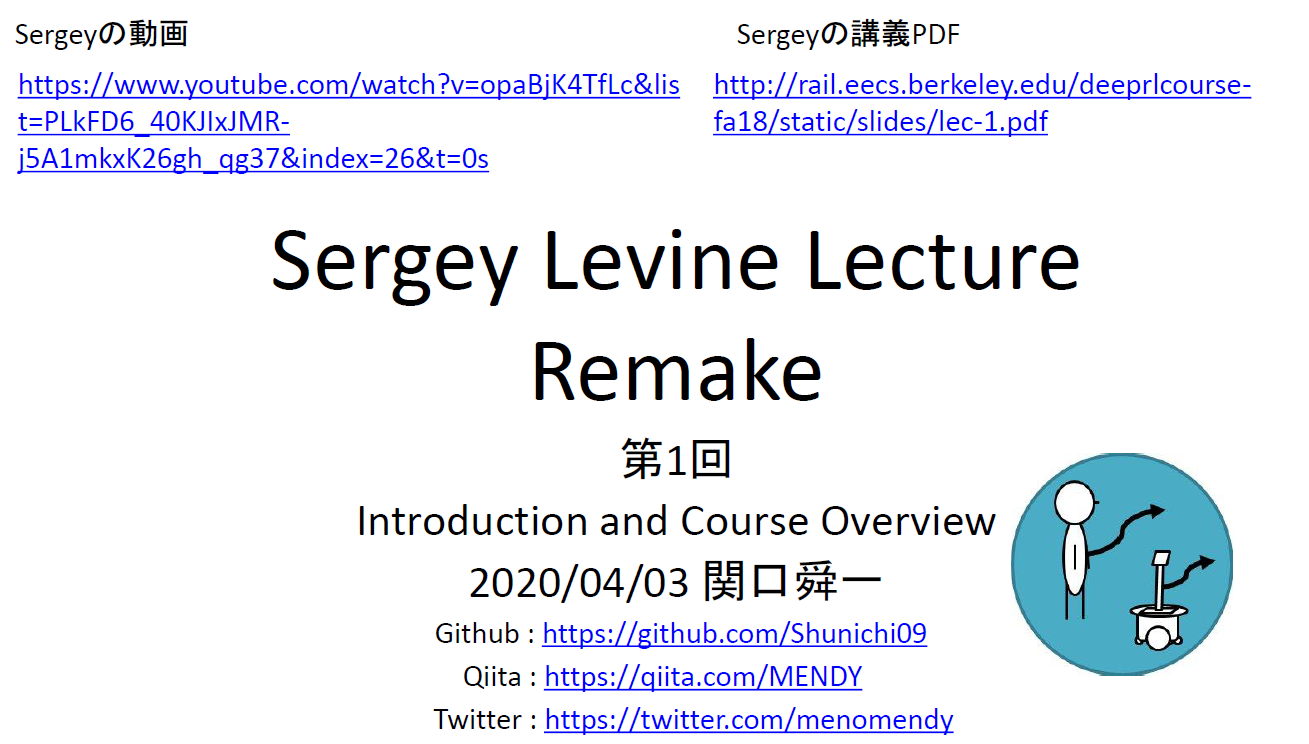 Sergeyの動画
https://www.youtube.com/watch?v=opaBjK4TfLc&lis
t=PLkFD6_40KJIxJMR-
j5A1mkxK26gh_qg37&index=26&t=0s
Sergeyの講義PDF
http://rail.eecs.berkeley.edu/deeprlcourse-
fa18/static/slides/lec-1.pdf
Sergey Levine Lecture
Remake
第1回
Introduction and Course Overview
2020/04/03 関口舜一
Github : https://github.com/Shunichi09
Qiita : https://qiita.com/MENDY
Twitter : https://twitter.com/menomendy